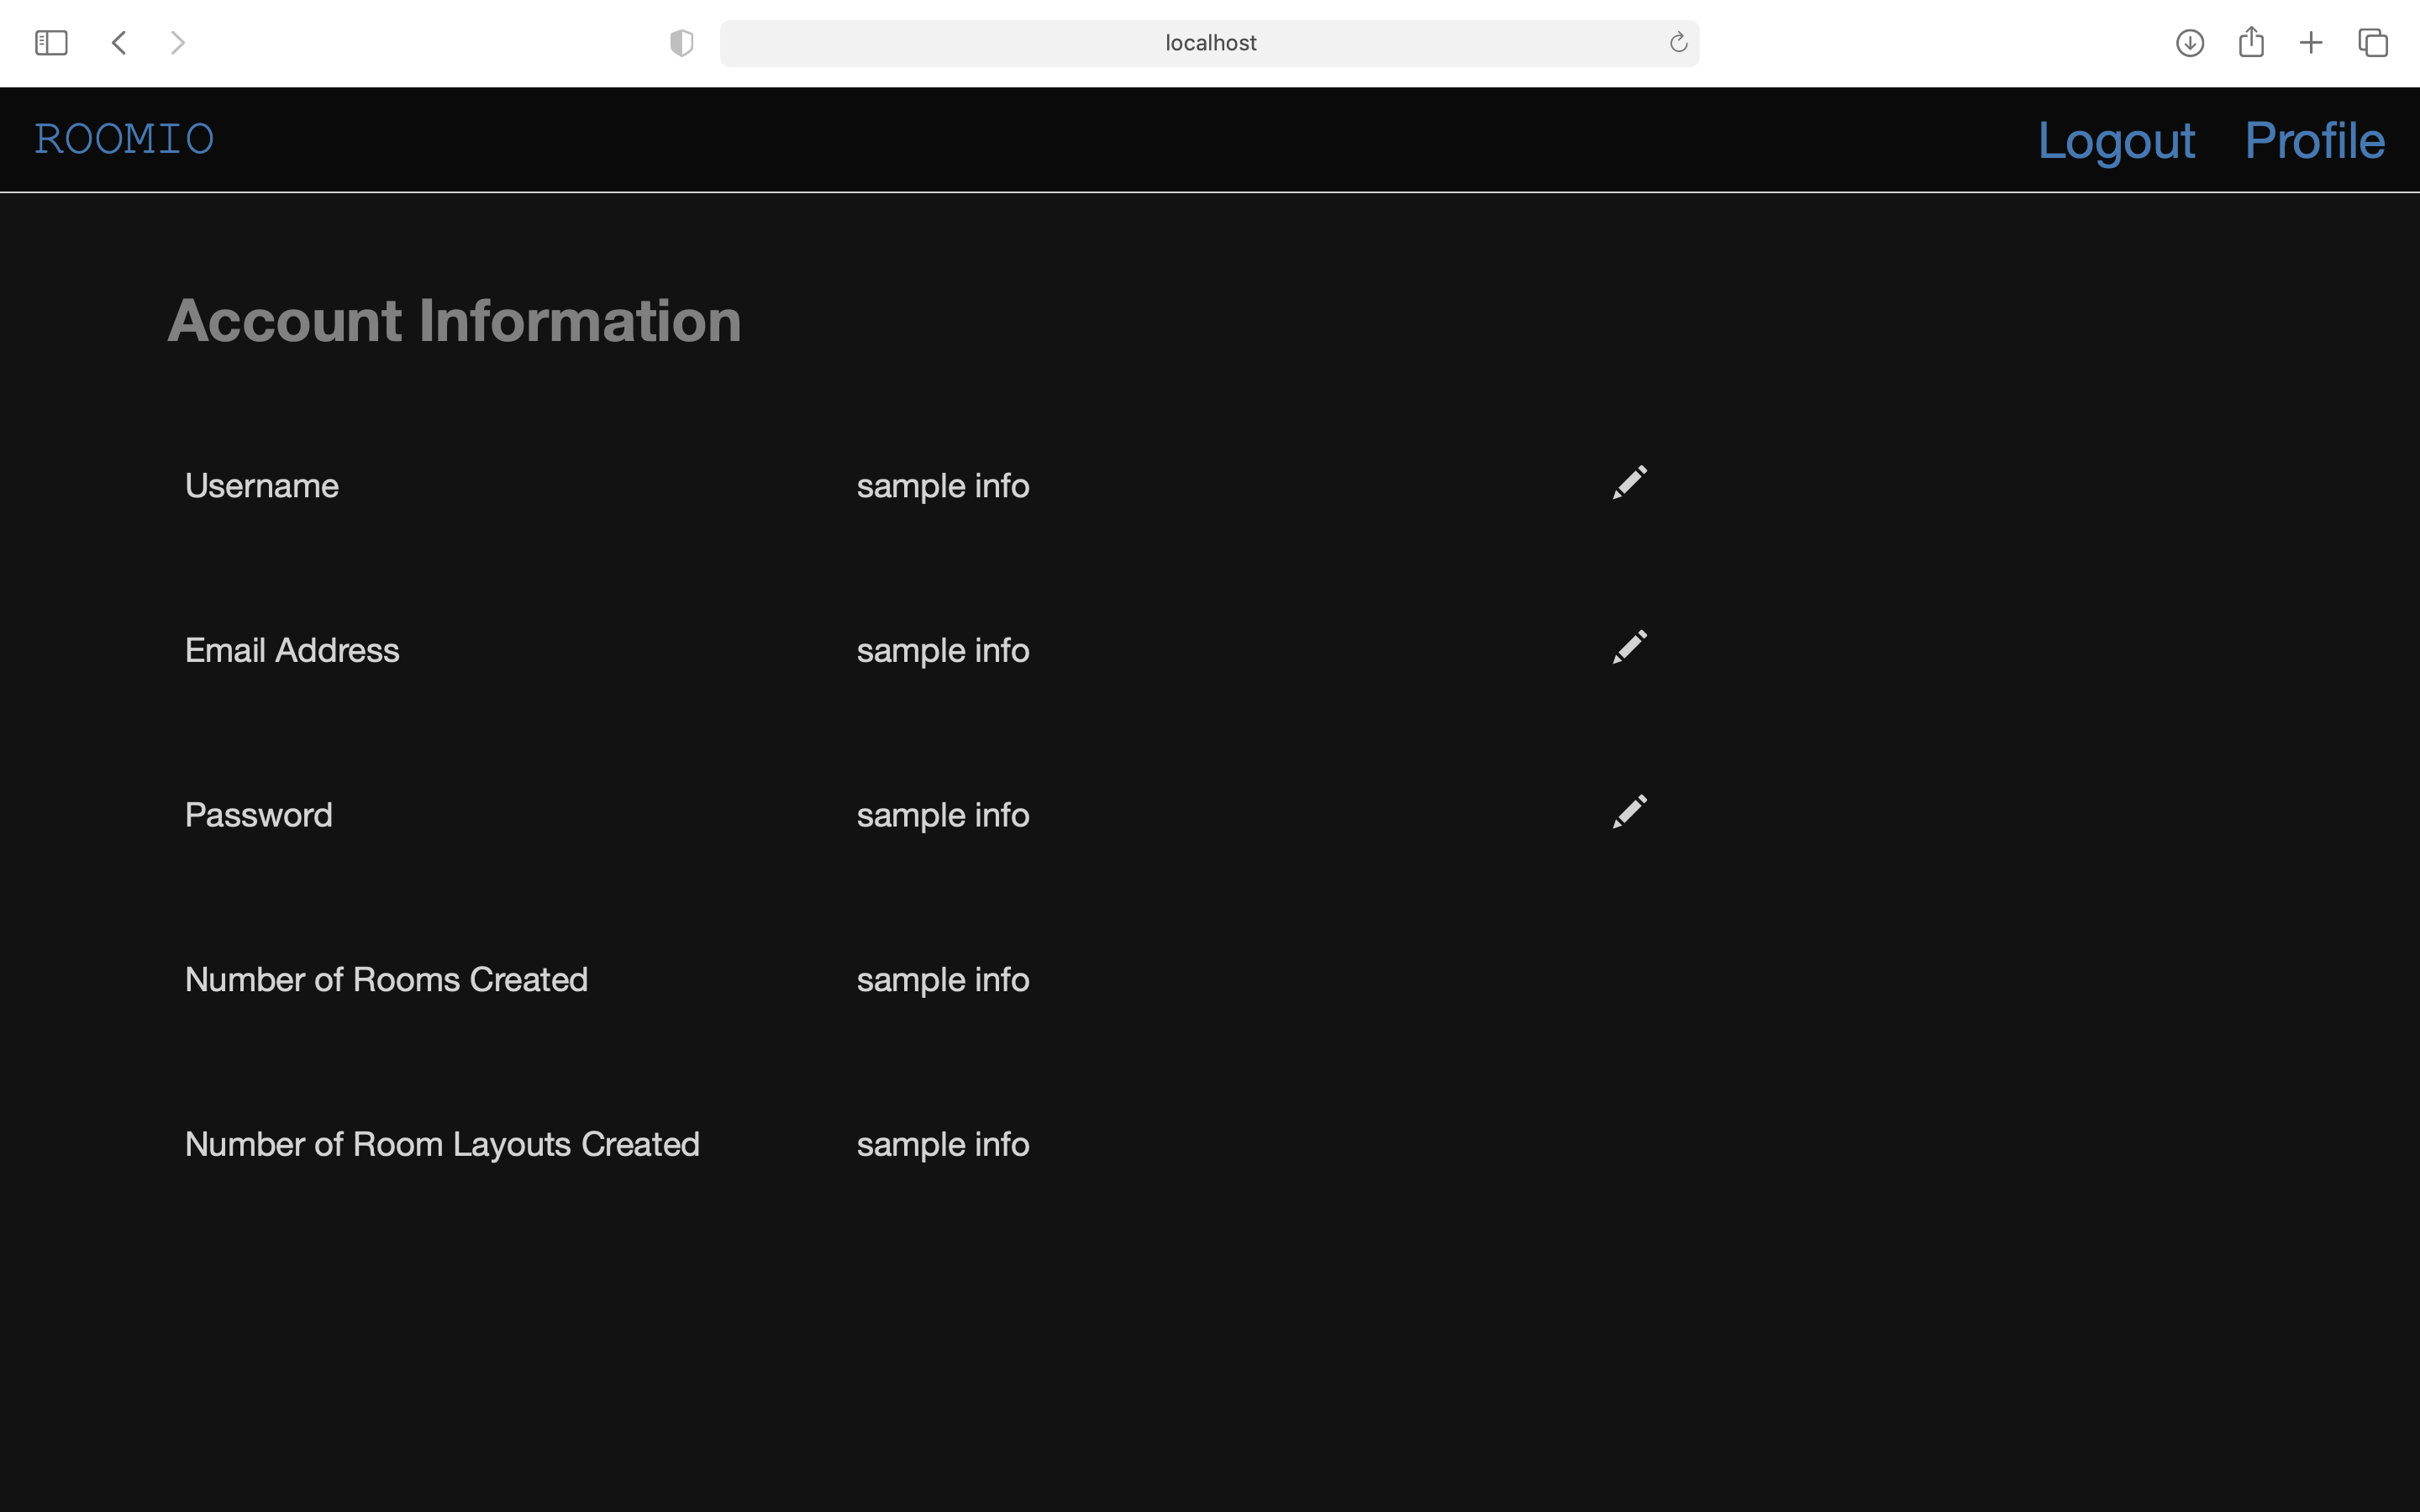 localhost
ROOMIO Logout Profile
Account Information
Username sample info
Email Address sample info
Password sample info
Number of Rooms Created sample info
Number of Room Layouts Created sample info